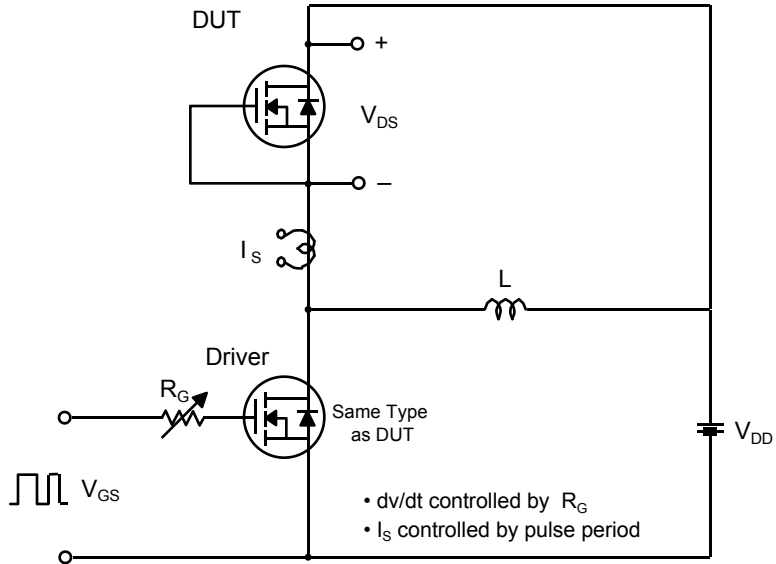 DUT
+
V_DS
–
I_S
L
Driver
R_G
Same Type
as DUT
V_DD
V_GS
• dv/dt controlled by R_G
• I_S controlled by pulse period